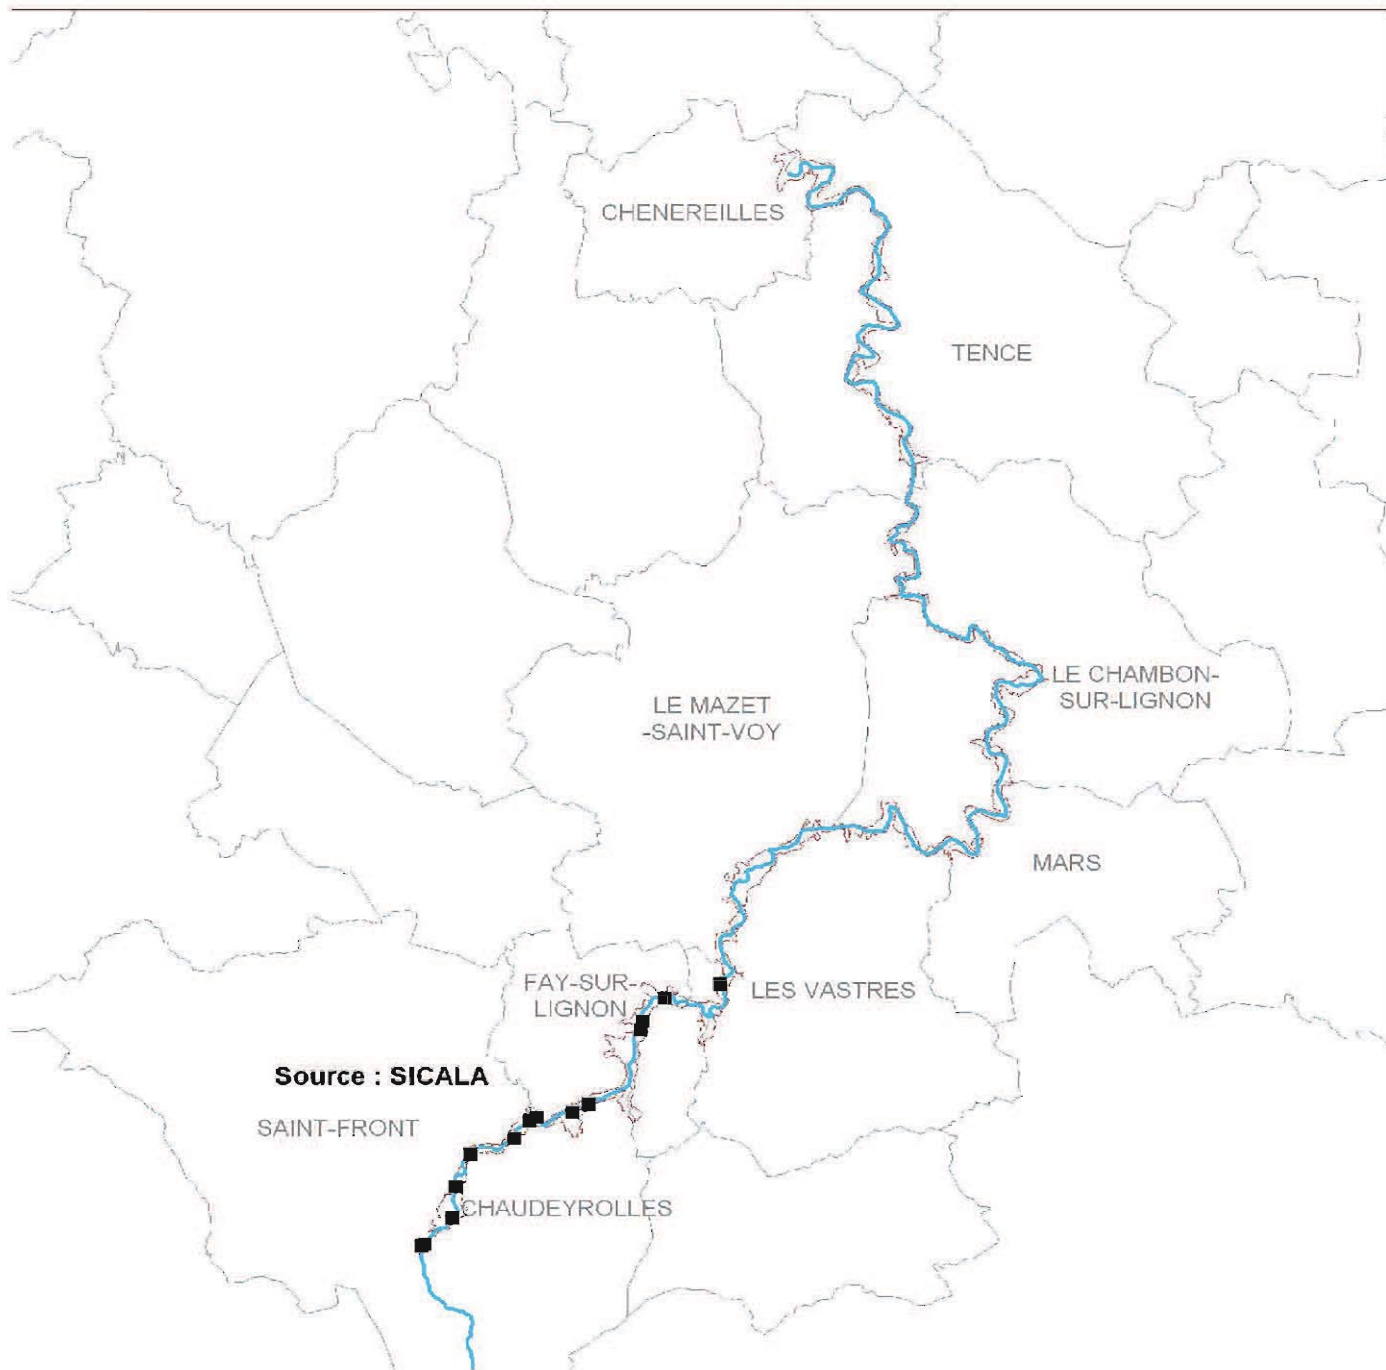 CHENEREILLES
TENCE
LE CHAMBON-
SUR-LIGNON
LE MAZET
-SAINT-VOY
MARS
FAY-SUR-
LIGNON
LES VASTRES
Source : SICALA
SAINT-FRONT
CHAUDEYROLLES